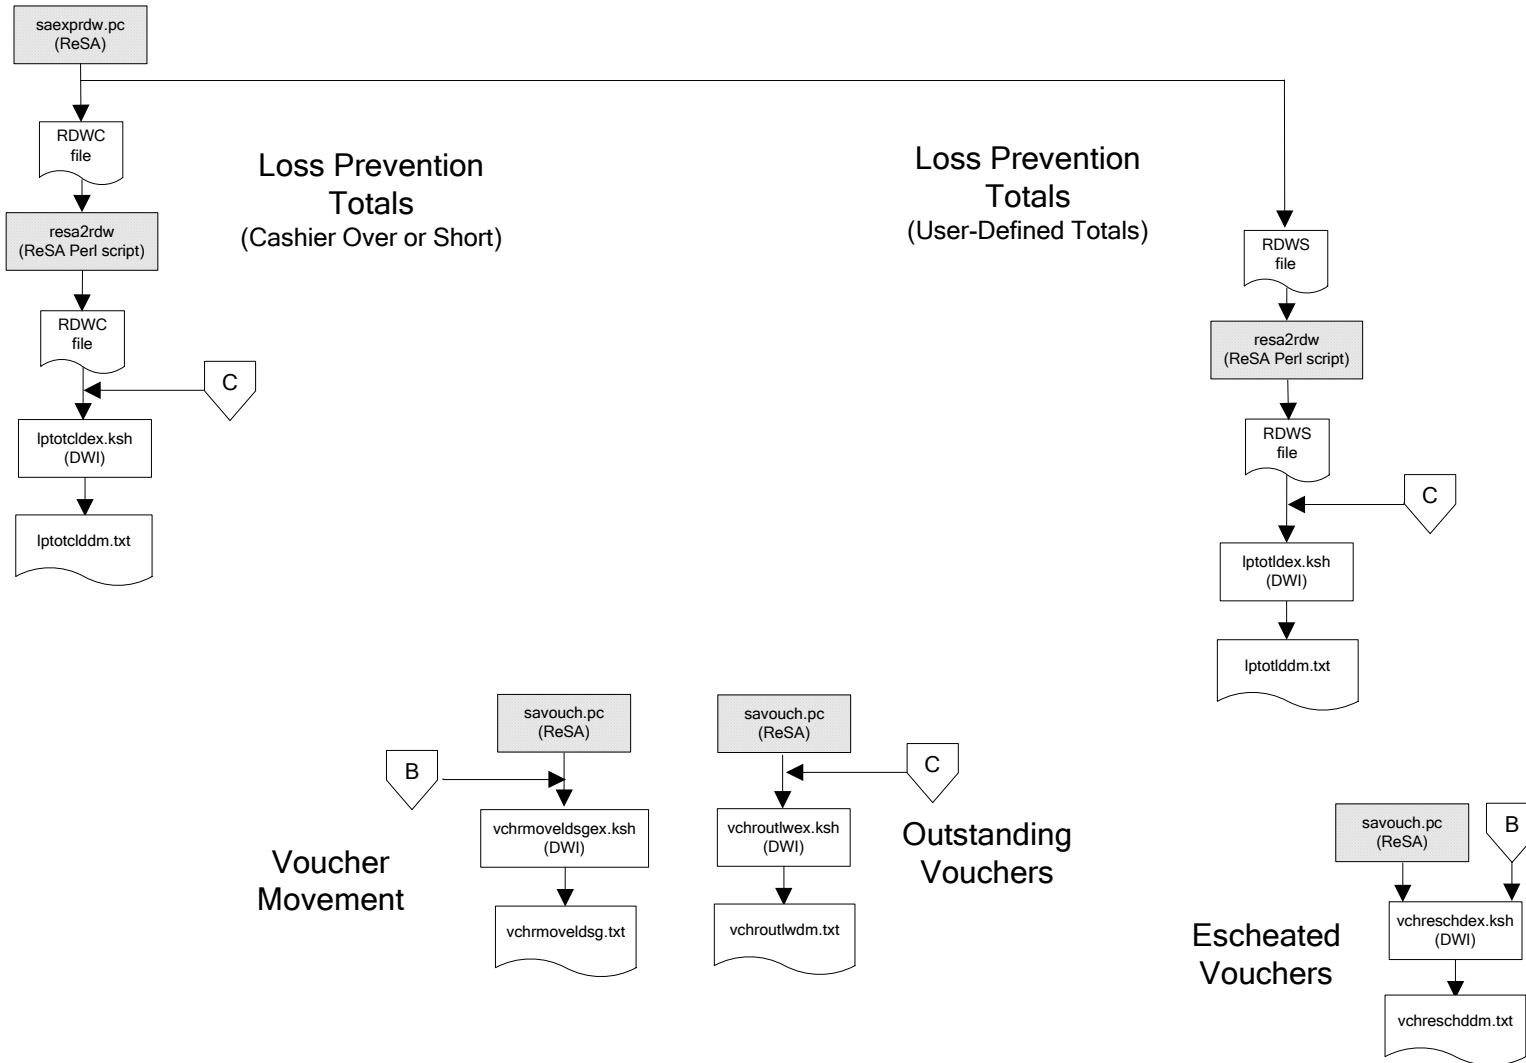 saexprdw.pc
(ReSA)
RDWC
file
resa2rdw
(ReSA Perl script)
RDWC
file
C
lptotcldex.ksh
(DWI)
lptotclddm.txt
Loss Prevention
Totals
(Cashier Over or Short)
Loss Prevention
Totals
(User-Defined Totals)
RDWS
file
resa2rdw
(ReSA Perl script)
RDWS
file
C
lptotldex.ksh
(DWI)
lptotlddm.txt
savouch.pc
(ReSA)
B
vchrmoveldsgex.ksh
(DWI)
Voucher
Movement
vchrmoveldsg.txt
savouch.pc
(ReSA)
C
vchroutlwex.ksh
(DWI)
Outstanding
Vouchers
vchroutlwdm.txt
savouch.pc
(ReSA)
B
vchreschdex.ksh
(DWI)
Escheated
Vouchers
vchreschddm.txt